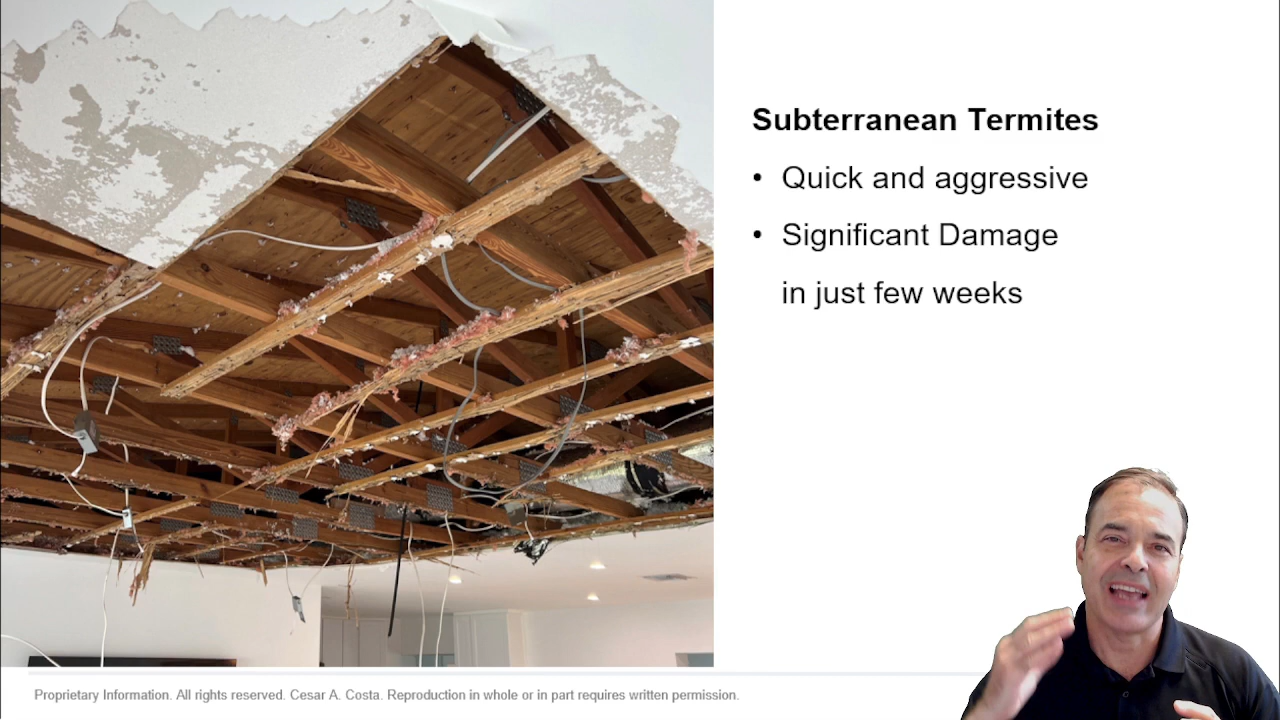 Subterranean Termites
• Quick and aggressive
• Significant Damage
in just few weeks
Proprietary Information. All rights reserved. Cesar A. Costa. Reproduction in whole or in part requires written permission.